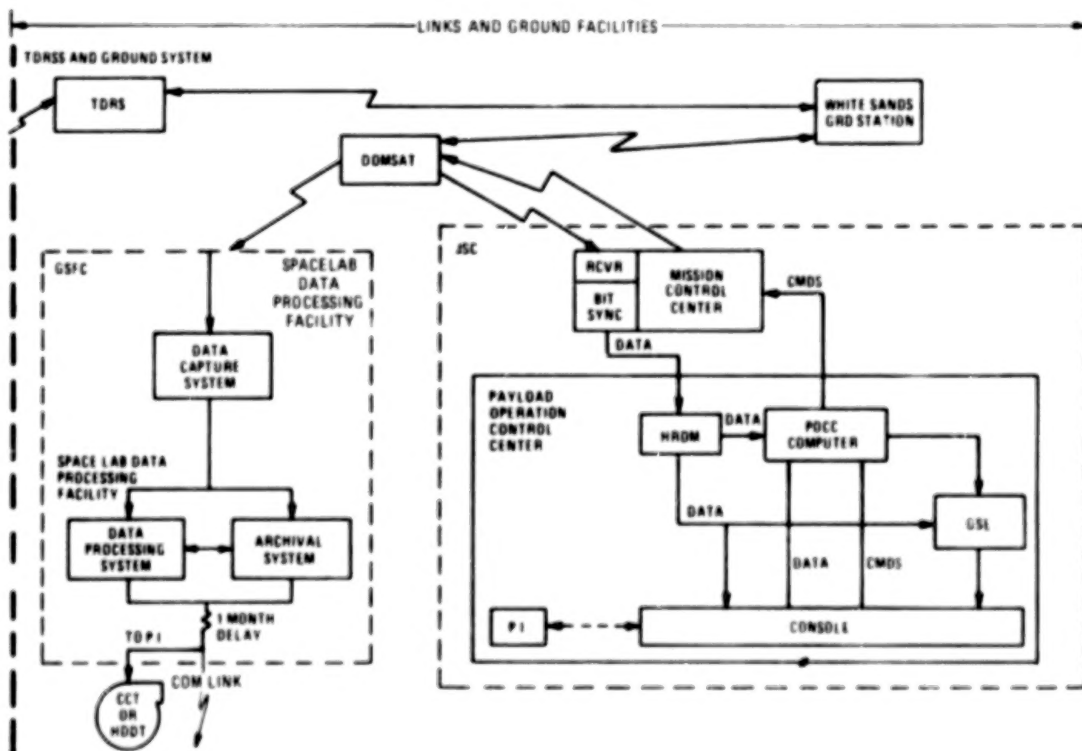 LINKS AND GROUND FACILITIES
TDRSS AND GROUND SYSTEM
TDRS
WHITE SANDS
GRD STATION
DOMSAT
GSFC
SPACELAB
DATA
PROCESSING
FACILITY
DATA
CAPTURE
SYSTEM
SPACE LAB DATA
PROCESSING
FACILITY
DATA
PROCESSING
SYSTEM
ARCHIVAL
SYSTEM
1 MONTH
DELAY
TO PI
COM LINK
CCT
OR
HDDT
JSC
RCVR
BIT
SYNC
MISSION
CONTROL
CENTER
CMDS
DATA
PAYLOAD
OPERATION
CONTROL
CENTER
HRDM
DATA
POCC
COMPUTER
DATA
GSE
DATA
CMDS
PI
CONSOLE